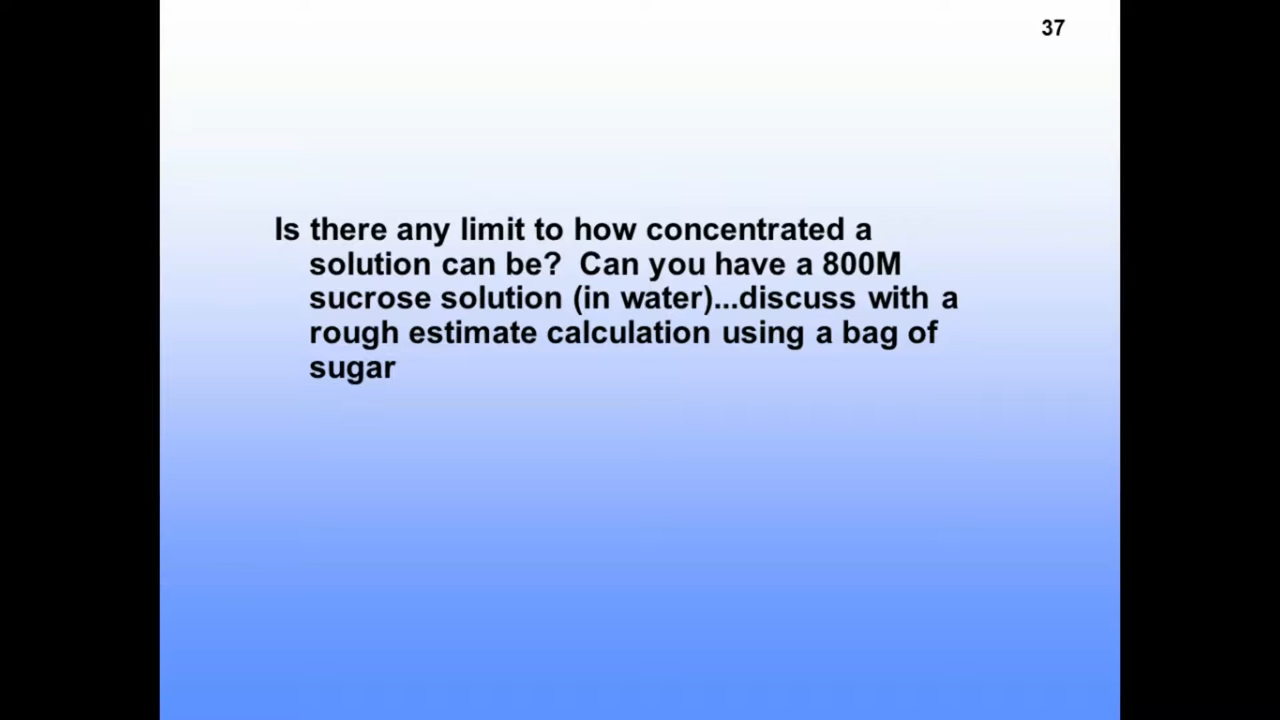 37
Is there any limit to how concentrated a
solution can be?  Can you have a 800M
sucrose solution (in water)...discuss with a
rough estimate calculation using a bag of
sugar